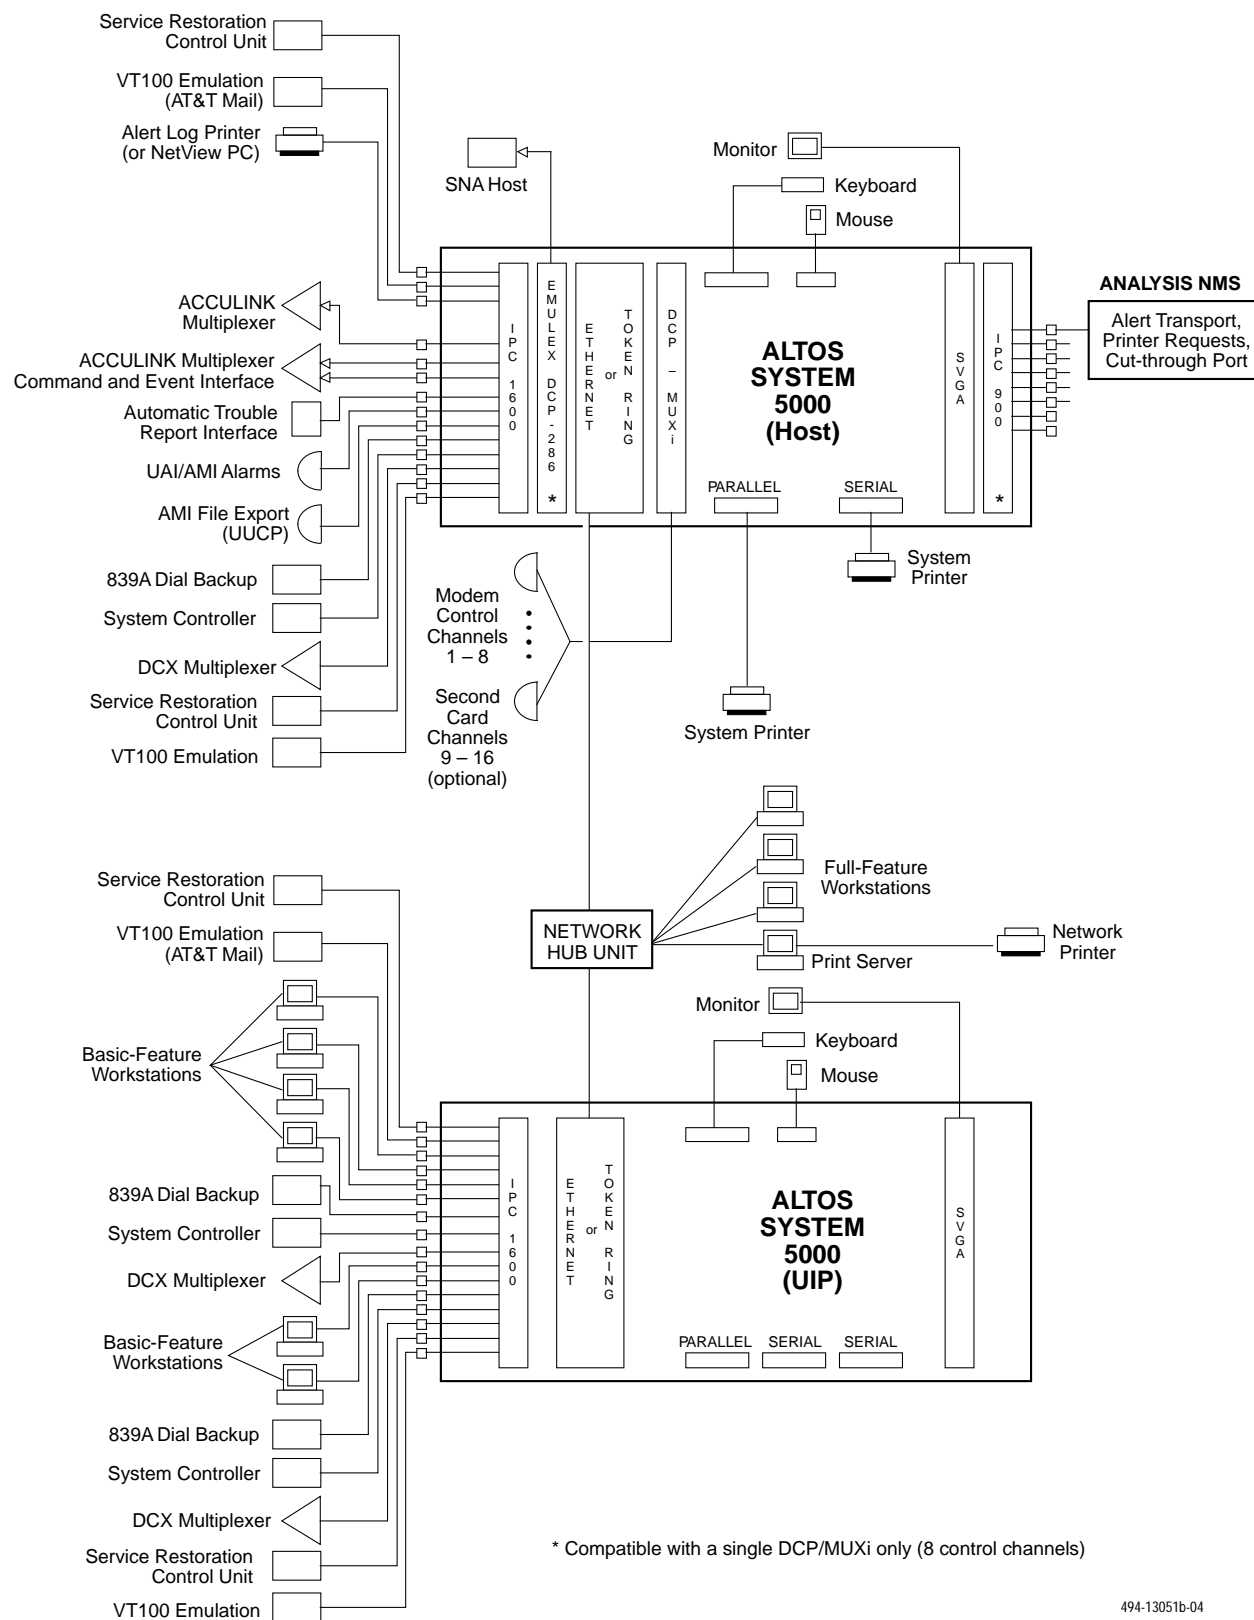 Service Restoration
Control Unit
VT100 Emulation
(AT&T Mail)
Alert Log Printer
(or NetView PC)
SNA Host
Monitor
Keyboard
Mouse
ACCULINK
Multiplexer
ACCULINK Multiplexer
Command and Event Interface
Automatic Trouble
Report Interface
UAI/AMI Alarms
AMI File Export
(UUCP)
839A Dial Backup
System Controller
DCX Multiplexer
Service Restoration
Control Unit
VT100 Emulation
IPC 1600
EMULEX DCP-286 *
ETHERNET
or
TOKEN RING
DCP – MUXi
ALTOS
SYSTEM
5000
(Host)
PARALLEL
SERIAL
SVGA
IPC 900 *
ANALYSIS NMS
Alert Transport,
Printer Requests,
Cut-through Port
System
Printer
System Printer
Modem
Control
Channels
1 – 8
Second
Card
Channels
9 – 16
(optional)
Full-Feature
Workstations
NETWORK
HUB UNIT
Print Server
Network
Printer
Service Restoration
Control Unit
VT100 Emulation
(AT&T Mail)
Basic-Feature
Workstations
839A Dial Backup
System Controller
DCX Multiplexer
Basic-Feature
Workstations
839A Dial Backup
System Controller
DCX Multiplexer
Service Restoration
Control Unit
VT100 Emulation
Monitor
Keyboard
Mouse
IPC 1600
ETHERNET
or
TOKEN RING
ALTOS
SYSTEM
5000
(UIP)
SVGA
PARALLEL
SERIAL
SERIAL
* Compatible with a single DCP/MUXi only (8 control channels)
494-13051b-04